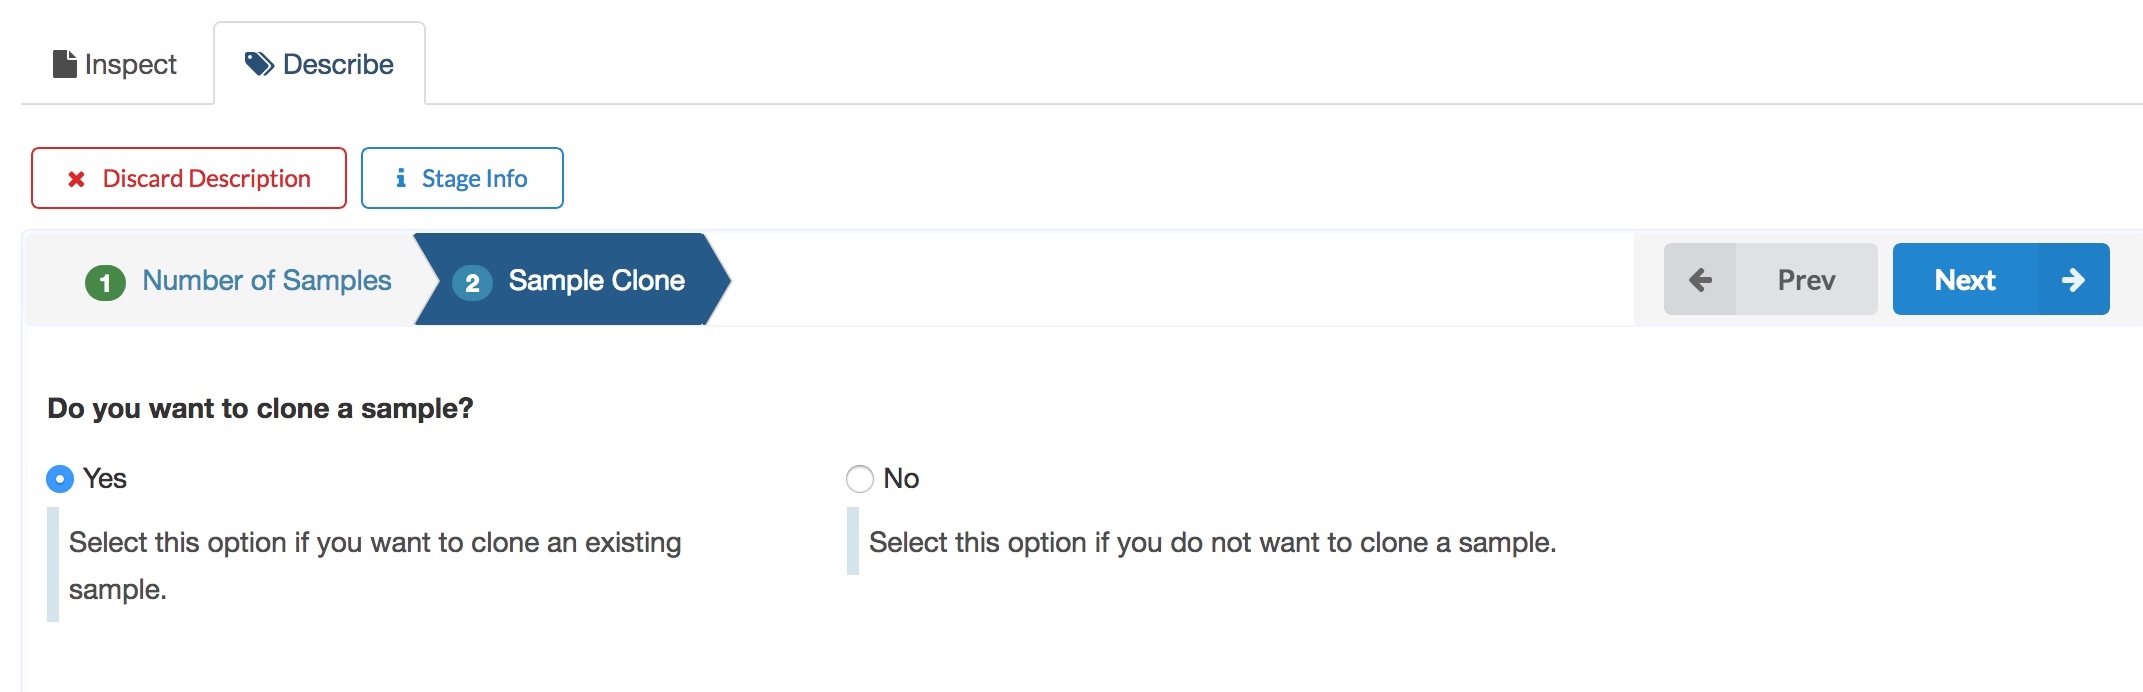 Inspect Describe
Discard Description Stage Info
1 Number of Samples 2 Sample Clone Prev Next
Do you want to clone a sample?
Yes No
Select this option if you want to clone an existing
sample.
Select this option if you do not want to clone a sample.